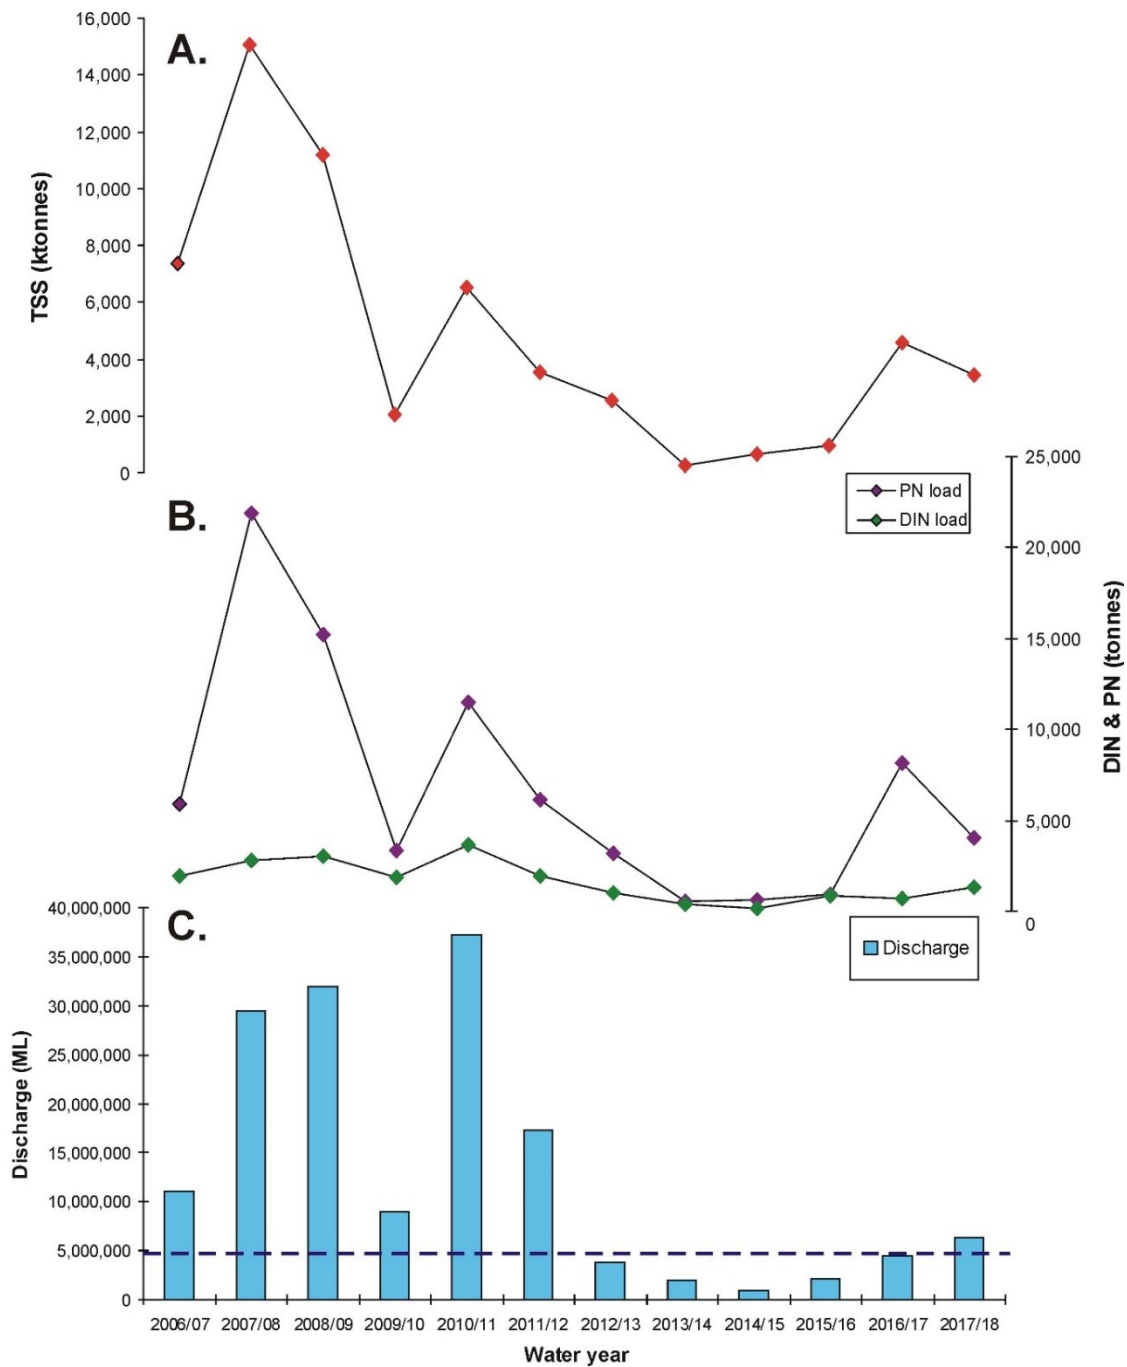 A.
16,000
14,000
12,000
10,000
8,000
6,000
4,000
2,000
0
TSS (ktonnes)
B.
PN load
DIN load
25,000
20,000
15,000
10,000
5,000
0
DIN & PN (tonnes)
C.
Discharge
40,000,000
35,000,000
30,000,000
25,000,000
20,000,000
15,000,000
10,000,000
5,000,000
0
Discharge (ML)
2006/07 2007/08 2008/09 2009/10 2010/11 2011/12 2012/13 2013/14 2014/15 2015/16 2016/17 2017/18
Water year